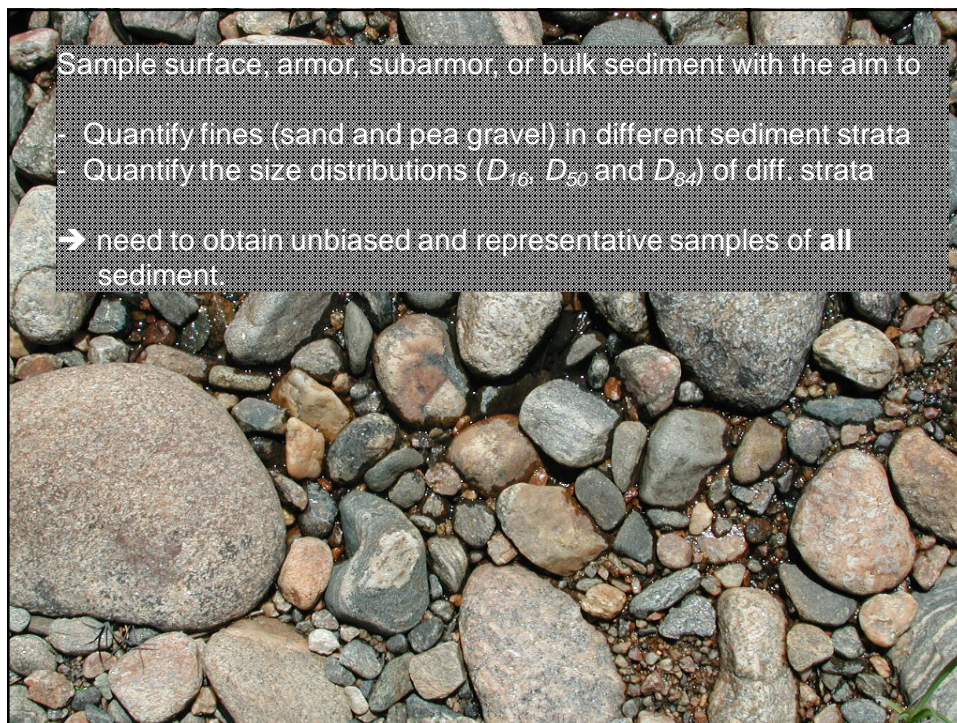 Sample surface, armor, subarmor, or bulk sediment with the aim to
- Quantify fines (sand and pea gravel) in different sediment strata
- Quantify the size distributions (D16, D50 and D84) of diff. strata
➔ need to obtain unbiased and representative samples of all
sediment.